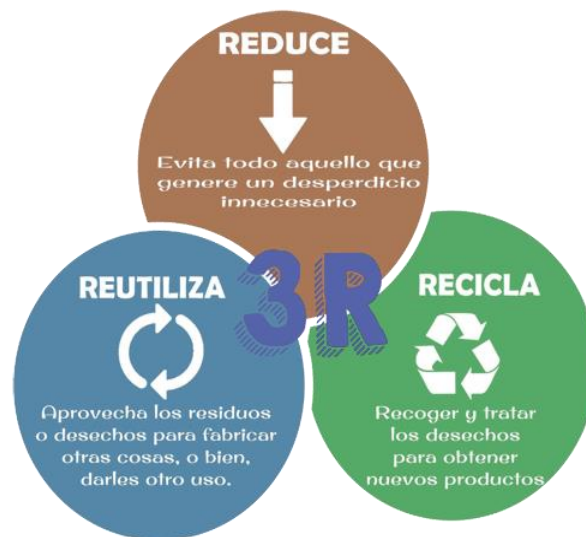 REDUCE
Evita todo aquello que
genere un desperdicio
innecesario
3R
REUTILIZA
Aprovecha los residuos
o desechos para fabricar
otras cosas, o bien,
darles otro uso.
RECICLA
Recoger y tratar
los desechos
para obtener
nuevos productos